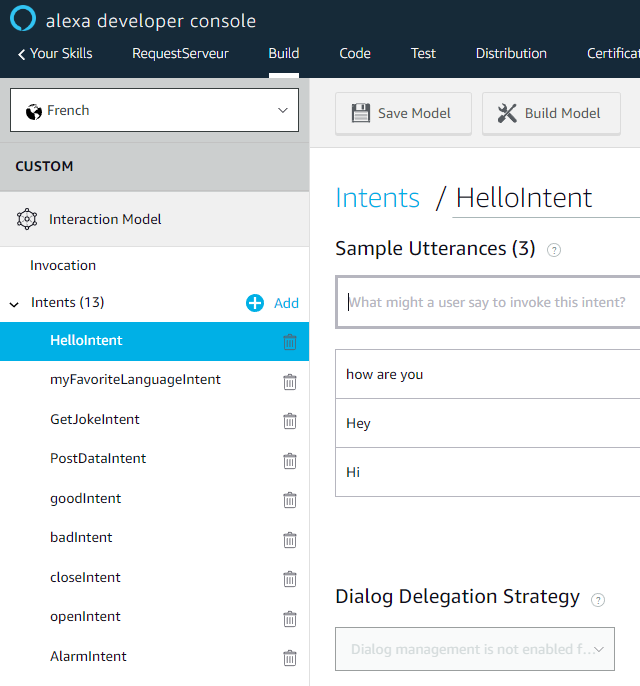 alexa developer console
Your Skills RequestServeur Build Code Test Distribution Certifica
French
Save Model Build Model
CUSTOM
Interaction Model
Intents / HelloIntent
Sample Utterances (3) ?
Invocation
Intents (13) Add
What might a user say to invoke this intent?
HelloIntent
myFavoriteLanguageIntent
GetJokeIntent
PostDataIntent
goodIntent
badIntent
closeIntent
openIntent
AlarmIntent
how are you
Hey
Hi
Dialog Delegation Strategy ?
Dialog management is not enabled f...